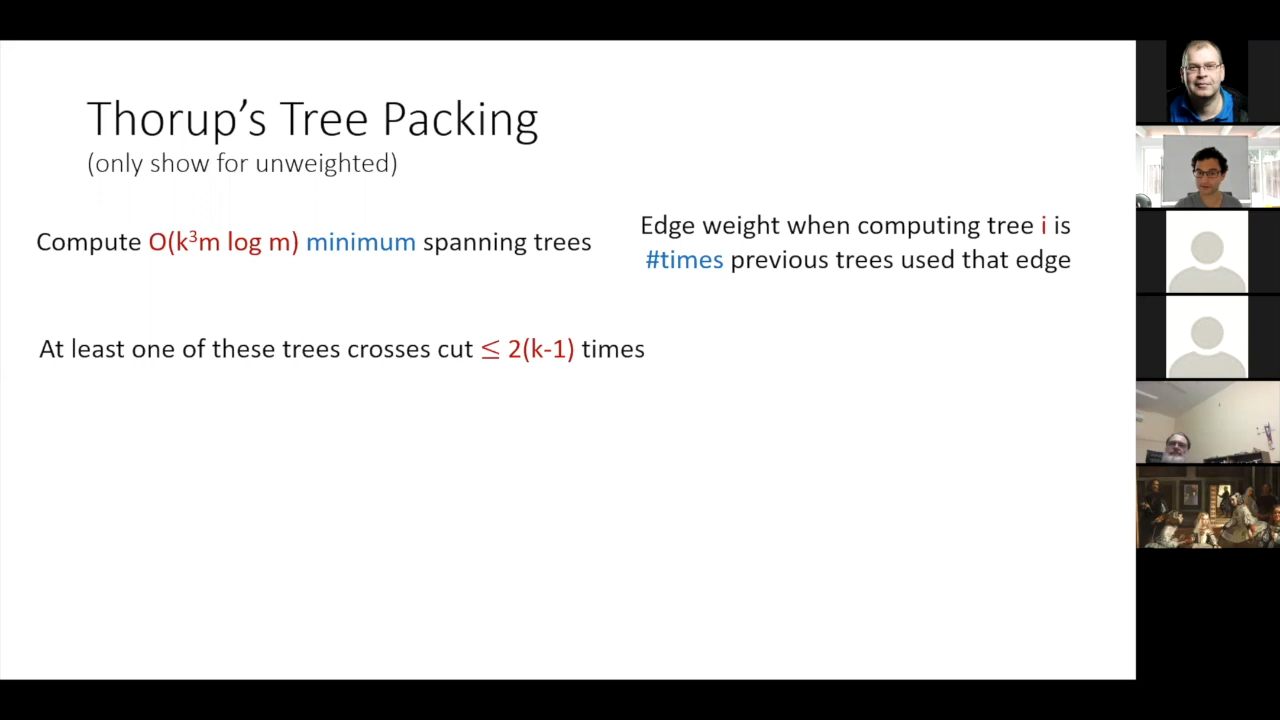 Thorup’s Tree Packing
(only show for unweighted)
Compute O(k³m log m) minimum spanning trees
Edge weight when computing tree i is
#times previous trees used that edge
At least one of these trees crosses cut ≤ 2(k-1) times